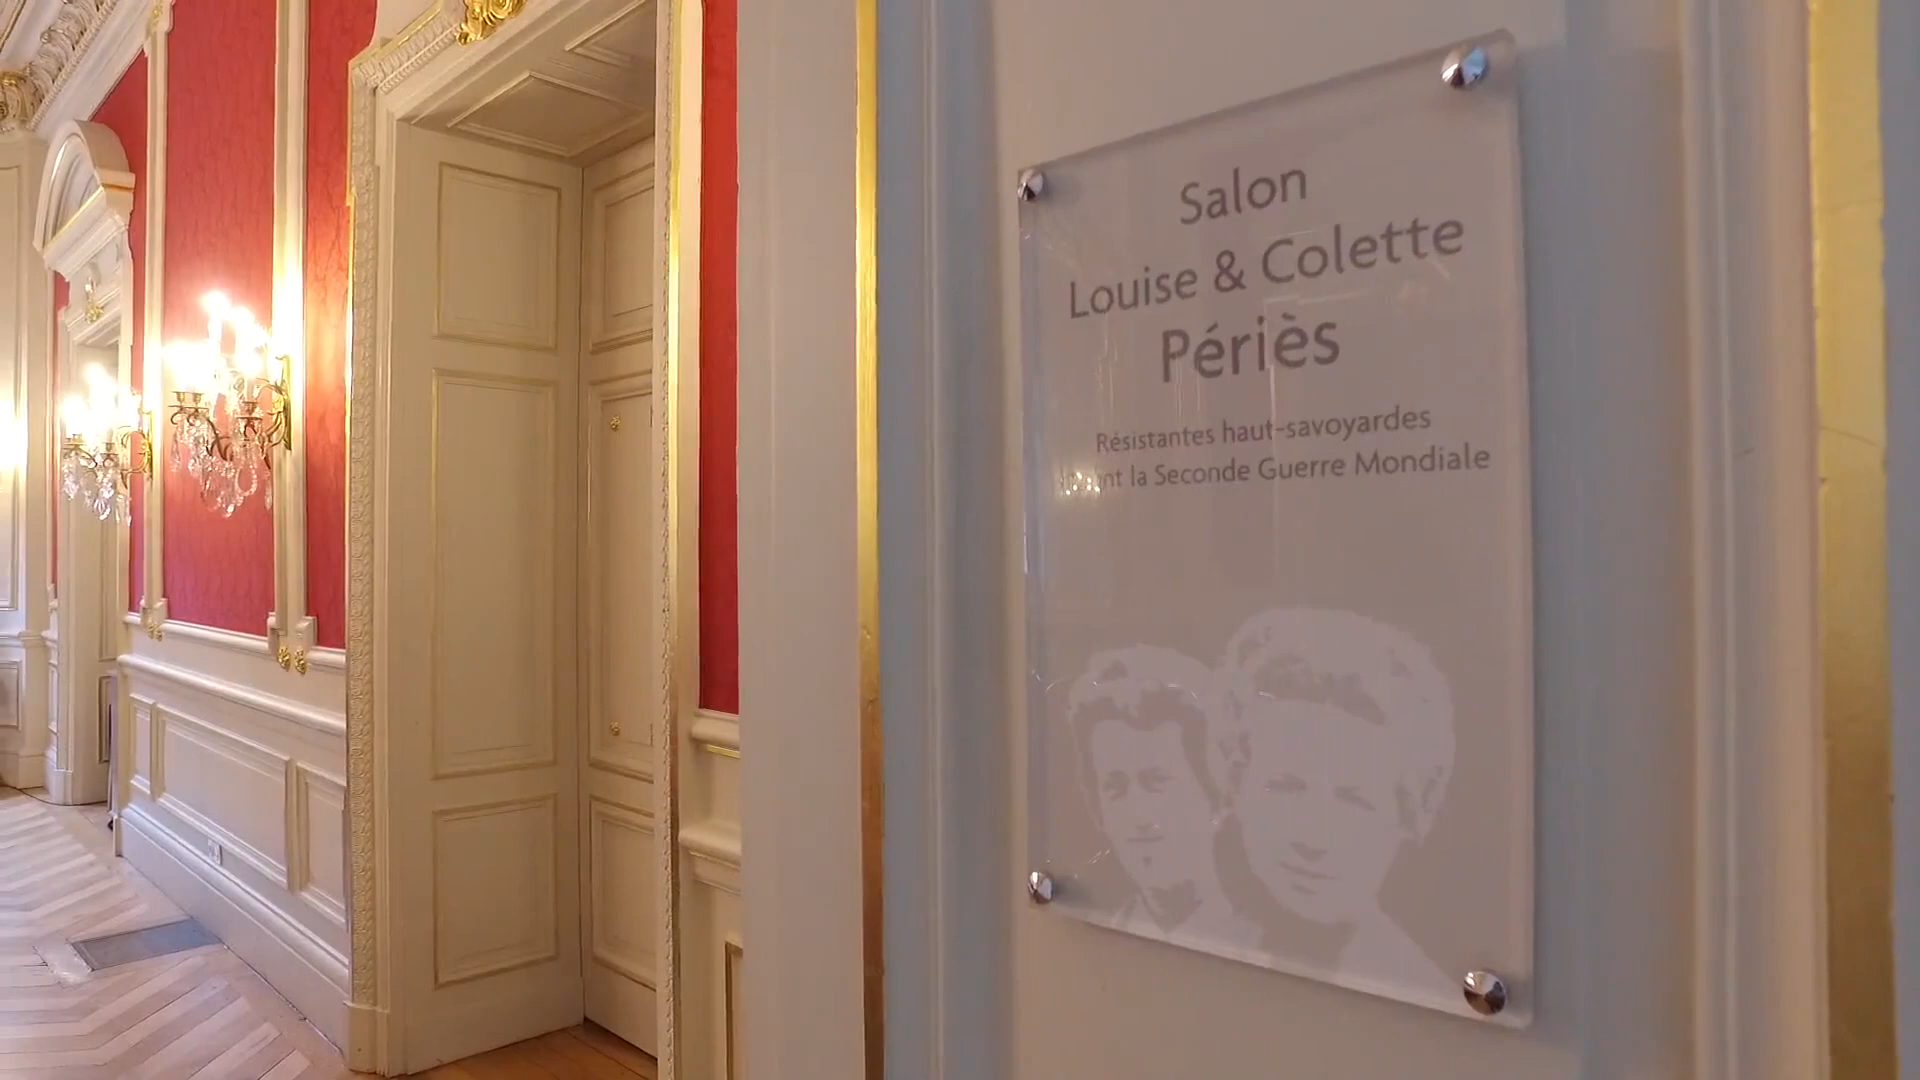 Salon
Louise & Colette
Périès
Résistantes haut-savoyardes
la Seconde Guerre Mondiale